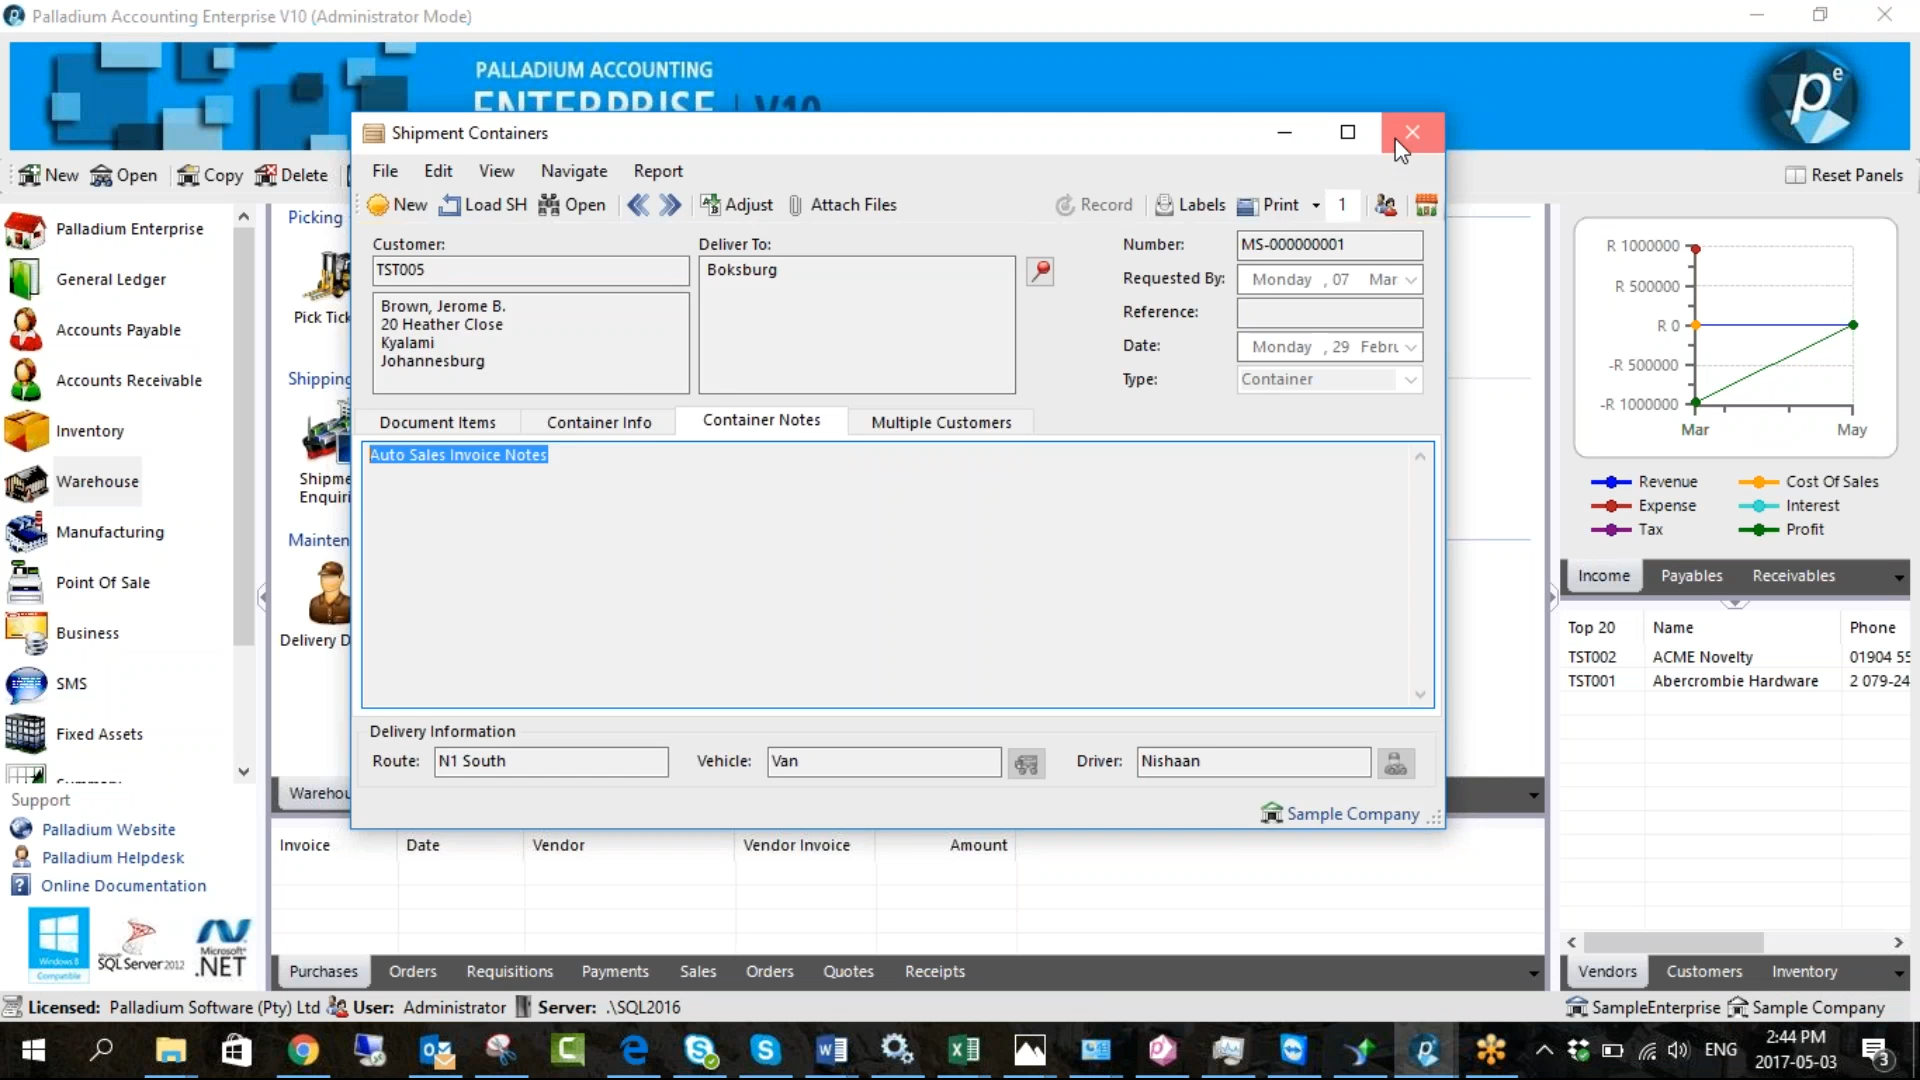 Palladium Accounting Enterprise V10 (Administrator Mode)
PALLADIUM ACCOUNTING
ENTERPRISE | V10
New Open Copy Delete
Reset Panels
Palladium Enterprise
General Ledger
Accounts Payable
Accounts Receivable
Inventory
Warehouse
Manufacturing
Point Of Sale
Business
SMS
Fixed Assets
Support
Palladium Website
Palladium Helpdesk
Online Documentation
Windows 8
Compatible
SQL Server 2012
Microsoft
.NET
Picking
Pick Tick
Shipping
Shipme
Enquiri
Mainten
Delivery D
Warehou
Shipment Containers
File Edit View Navigate Report
New Load SH Open Adjust Attach Files Record Labels Print 1
Customer:
TST005
Brown, Jerome B.
20 Heather Close
Kyalami
Johannesburg
Deliver To:
Boksburg
Number: MS-000000001
Requested By: Monday , 07 Mar
Reference:
Date: Monday , 29 Febru
Type: Container
Document Items Container Info Container Notes Multiple Customers
Auto Sales Invoice Notes
Delivery Information
Route: N1 South Vehicle: Van Driver: Nishaan
Sample Company
Invoice Date Vendor Vendor Invoice Amount
Purchases Orders Requisitions Payments Sales Orders Quotes Receipts
R 1000000
R 500000
R 0
-R 500000
-R 1000000
Mar May
Revenue Cost Of Sales
Expense Interest
Tax Profit
Income Payables Receivables
Top 20 Name Phone
TST002 ACME Novelty 01904 55
TST001 Abercrombie Hardware 2 079-24
Vendors Customers Inventory
Licensed: Palladium Software (Pty) Ltd User: Administrator Server: .\SQL2016
SampleEnterprise Sample Company
ENG
2:44 PM
2017-05-03
3